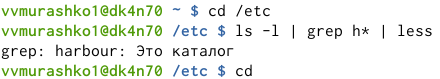 vvmurashko1@dk4n70 ~ $ cd /etc
vvmurashko1@dk4n70 /etc $ ls -l | grep h* | less
grep: harbour: Это каталог
vvmurashko1@dk4n70 /etc $ cd